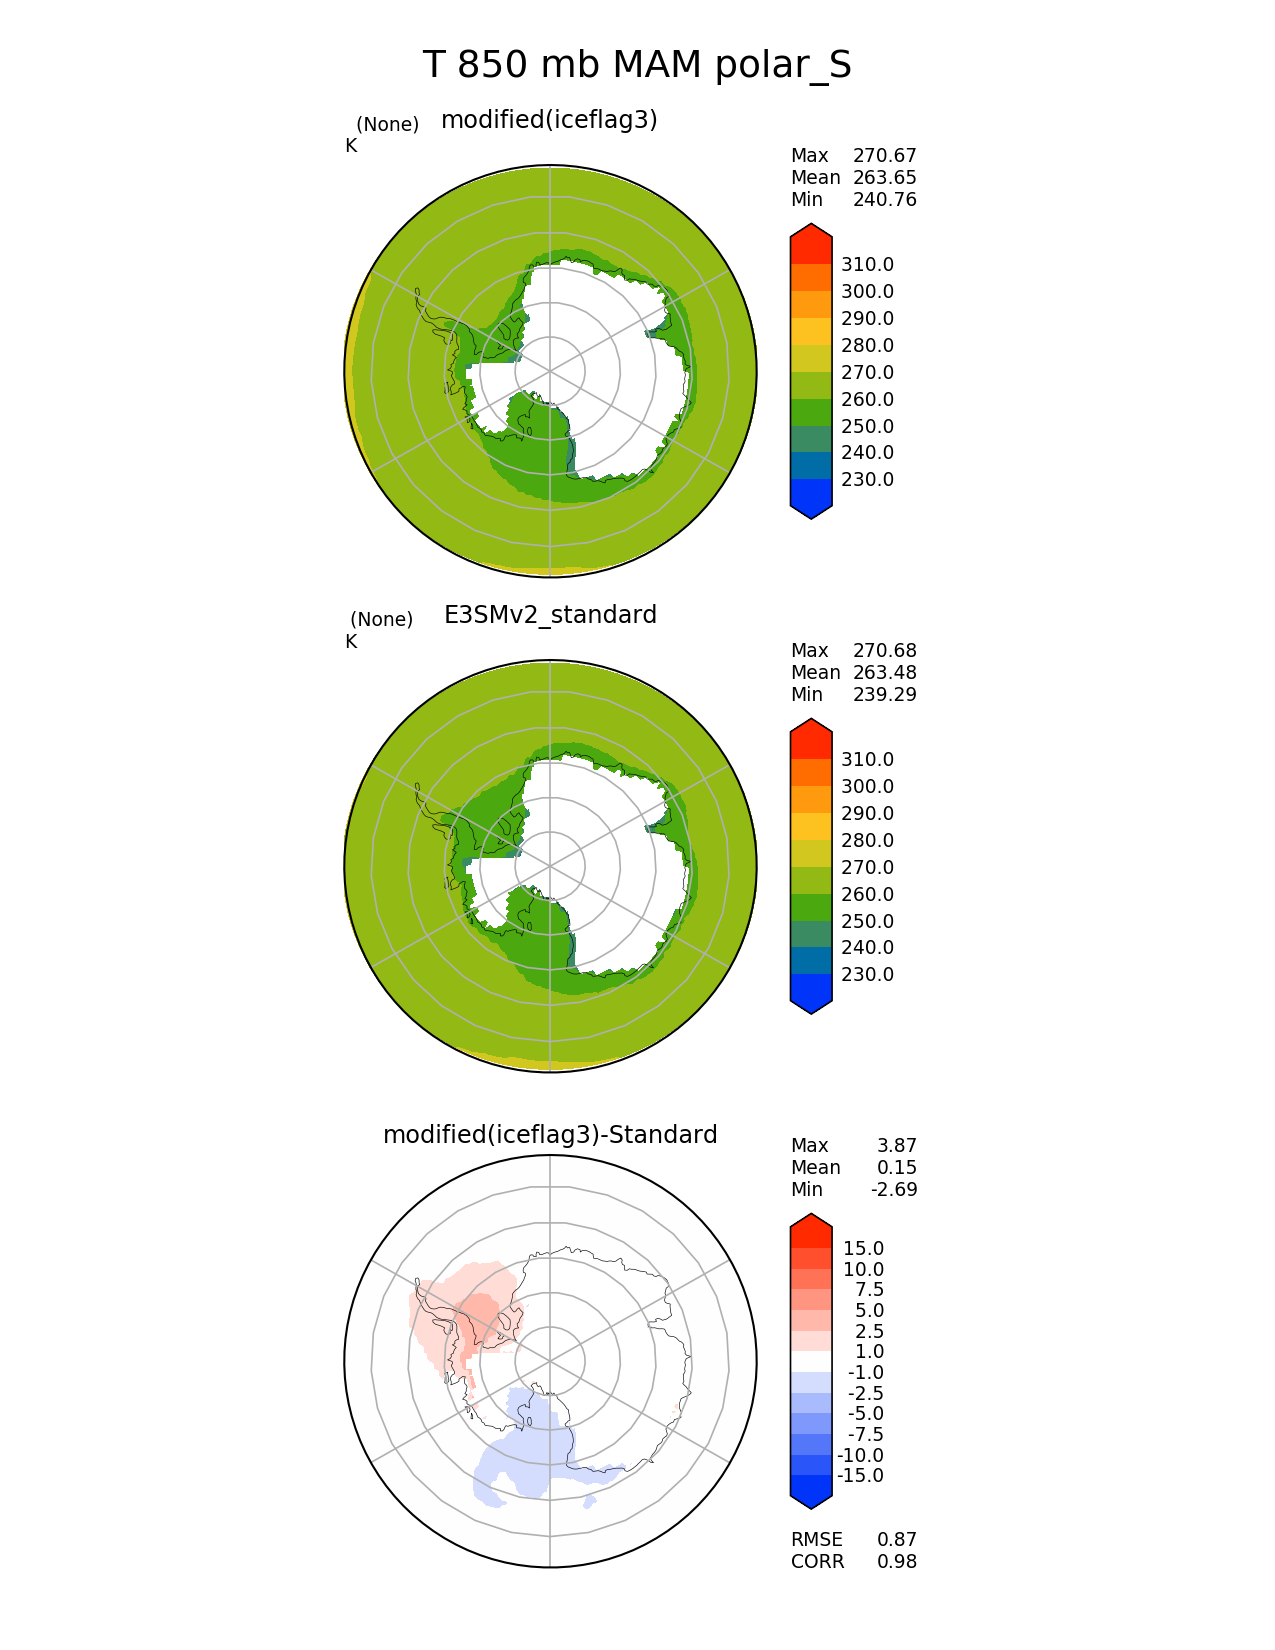 T 850 mb MAM polar_S
(None) modified(iceflag3)
K
Max 270.67
Mean 263.65
Min 240.76
310.0
300.0
290.0
280.0
270.0
260.0
250.0
240.0
230.0
(None) E3SMv2_standard
K
Max 270.68
Mean 263.48
Min 239.29
310.0
300.0
290.0
280.0
270.0
260.0
250.0
240.0
230.0
modified(iceflag3)-Standard
Max 3.87
Mean 0.15
Min -2.69
15.0
10.0
7.5
5.0
2.5
1.0
-1.0
-2.5
-5.0
-7.5
-10.0
-15.0
RMSE 0.87
CORR 0.98